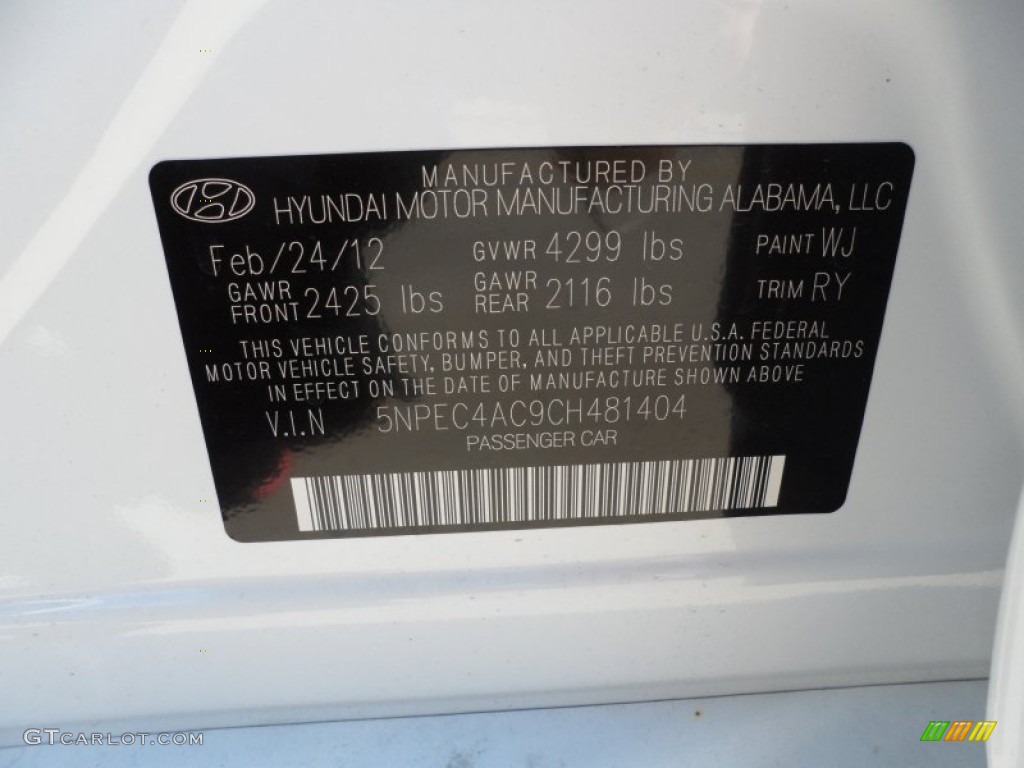 MANUFACTURED BY
HYUNDAI MOTOR MANUFACTURING ALABAMA, LLC
Feb/24/12 GVWR 4299 lbs PAINT WJ
GAWR FRONT 2425 lbs GAWR REAR 2116 lbs TRIM RY
THIS VEHICLE CONFORMS TO ALL APPLICABLE U.S.A. FEDERAL
MOTOR VEHICLE SAFETY, BUMPER, AND THEFT PREVENTION STANDARDS
IN EFFECT ON THE DATE OF MANUFACTURE SHOWN ABOVE
V.I.N 5NPEC4AC9CH481404
PASSENGER CAR
GTCARLOT.COM